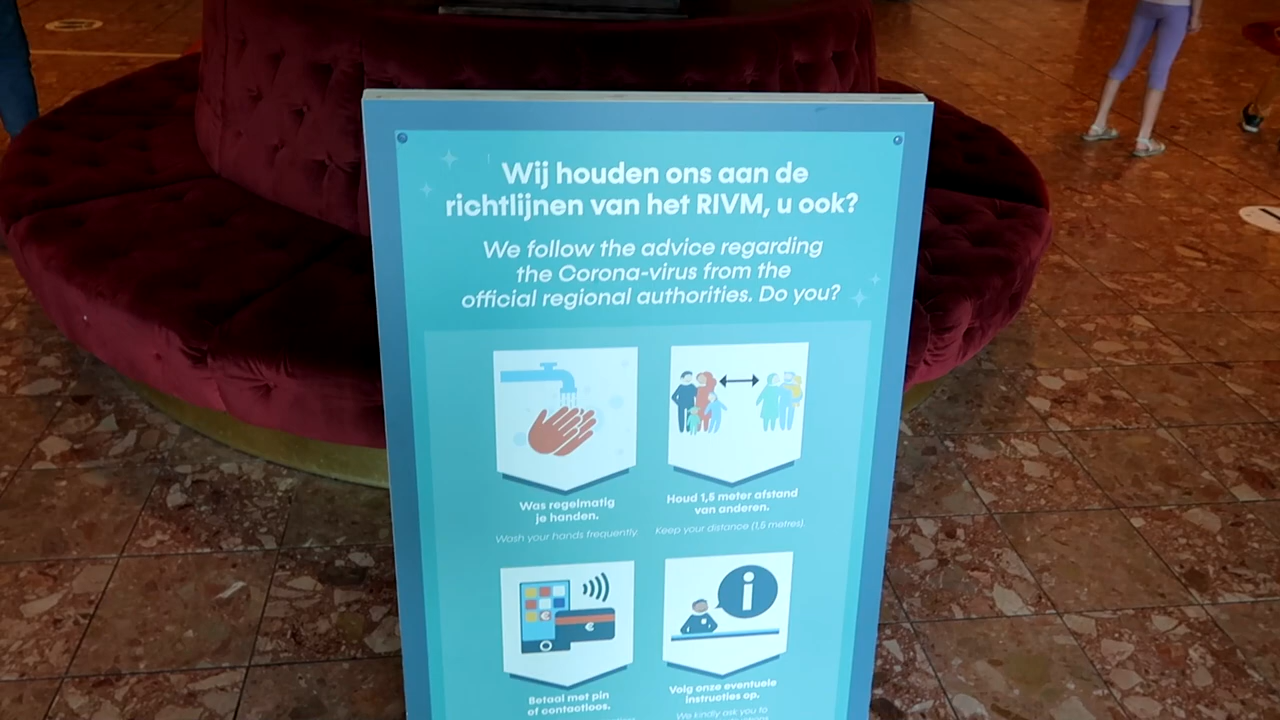 Wij houden ons aan de
richtlijnen van het RIVM, u ook?
We follow the advice regarding
the Corona-virus from the
official regional authorities. Do you?
Was regelmatig
je handen.
Wash your hands frequently.
Houd 1,5 meter afstand
van anderen.
Keep your distance (1,5 metres).
Betaal met pin
of contactloos.
Volg onze eventuele
instructies op.
We kindly ask you to